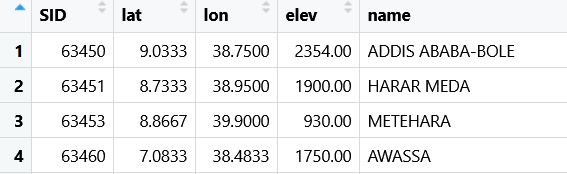 SID lat lon elev name
1 63450 9.0333 38.7500 2354.00 ADDIS ABABA-BOLE
2 63451 8.7333 38.9500 1900.00 HARAR MEDA
3 63453 8.8667 39.9000 930.00 METEHARA
4 63460 7.0833 38.4833 1750.00 AWASSA